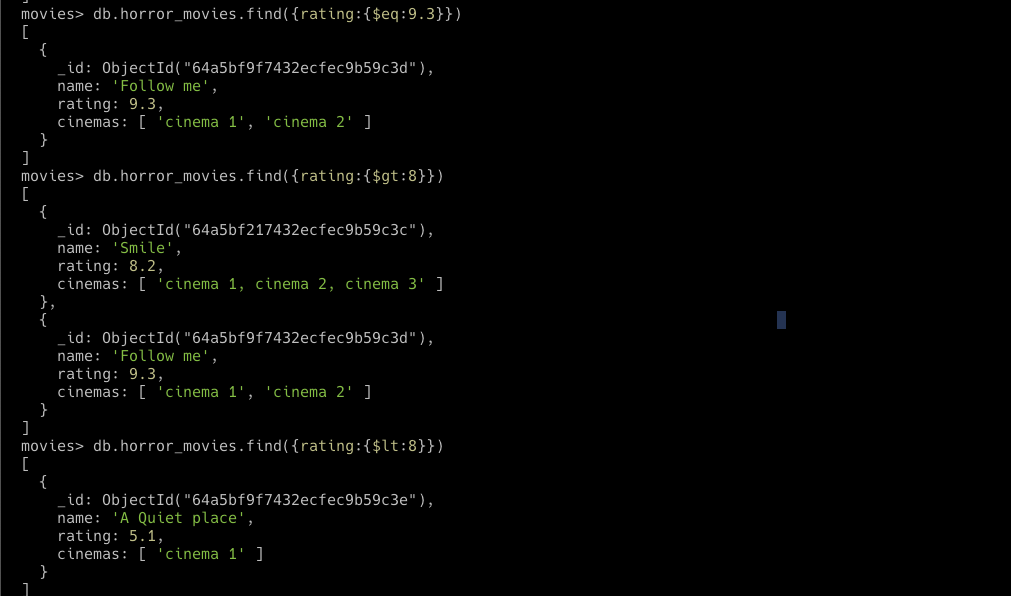 ]
movies> db.horror_movies.find({rating:{$eq:9.3}})
[
  {
    _id: ObjectId("64a5bf9f7432ecfec9b59c3d"),
    name: 'Follow me',
    rating: 9.3,
    cinemas: [ 'cinema 1', 'cinema 2' ]
  }
]
movies> db.horror_movies.find({rating:{$gt:8}})
[
  {
    _id: ObjectId("64a5bf217432ecfec9b59c3c"),
    name: 'Smile',
    rating: 8.2,
    cinemas: [ 'cinema 1, cinema 2, cinema 3' ]
  },
  {
    _id: ObjectId("64a5bf9f7432ecfec9b59c3d"),
    name: 'Follow me',
    rating: 9.3,
    cinemas: [ 'cinema 1', 'cinema 2' ]
  }
]
movies> db.horror_movies.find({rating:{$lt:8}})
[
  {
    _id: ObjectId("64a5bf9f7432ecfec9b59c3e"),
    name: 'A Quiet place',
    rating: 5.1,
    cinemas: [ 'cinema 1' ]
  }
]